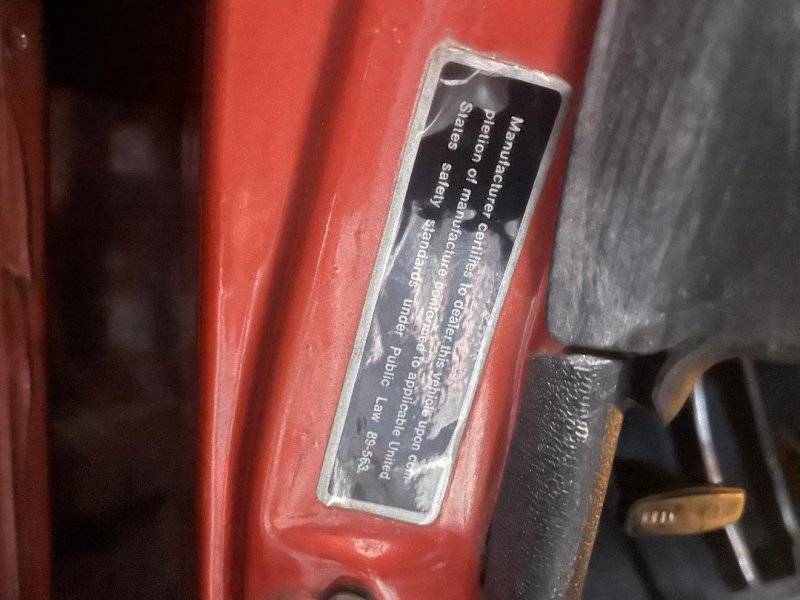 Manufacturer certifies to dealer this vehicle upon com-
pletion of manufacture conformed to applicable United
States safety standards under Public Law 89-563